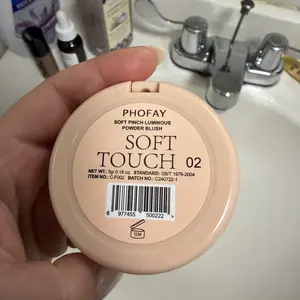 PHOFAY
SOFT PINCH LUMINOUS
POWDER BLUSH
SOFT
TOUCH 02
NET WT. 5g/ 0.18 oz. STANDARD: GB/T 1976-2004
ITEM NO.: C-F002 BATCH NO.: C240722-1
6 977455 500222 >
12M